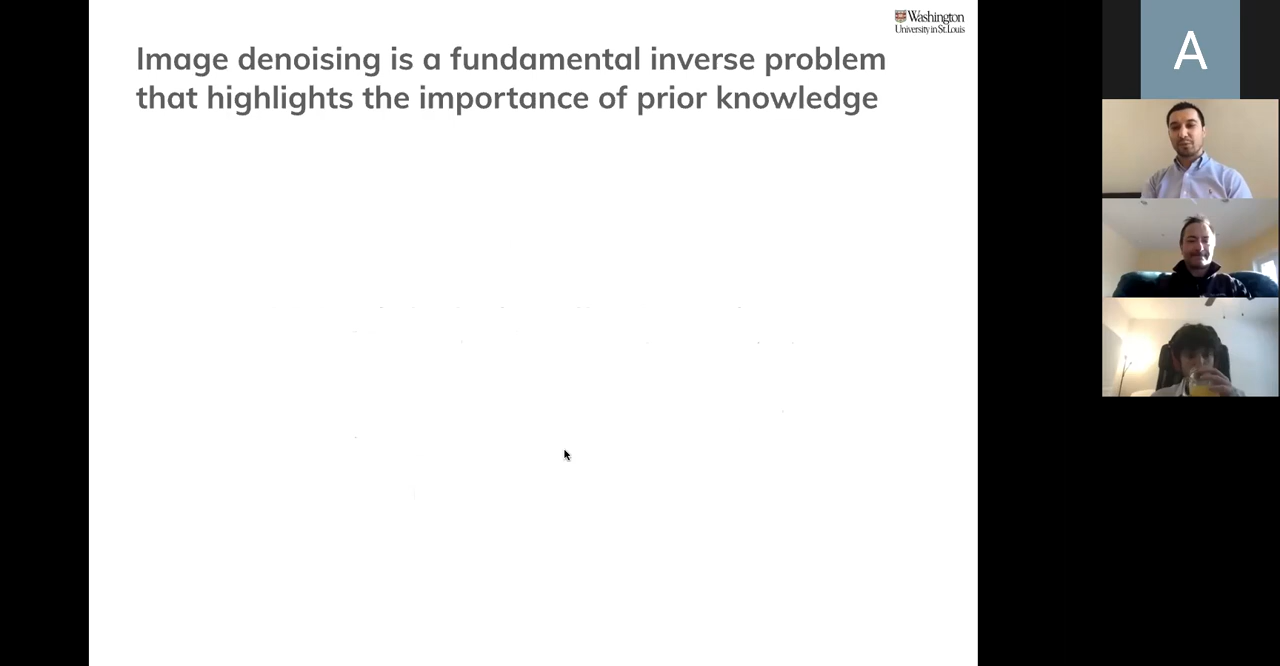 Washington
University in St. Louis
Image denoising is a fundamental inverse problem
that highlights the importance of prior knowledge
A